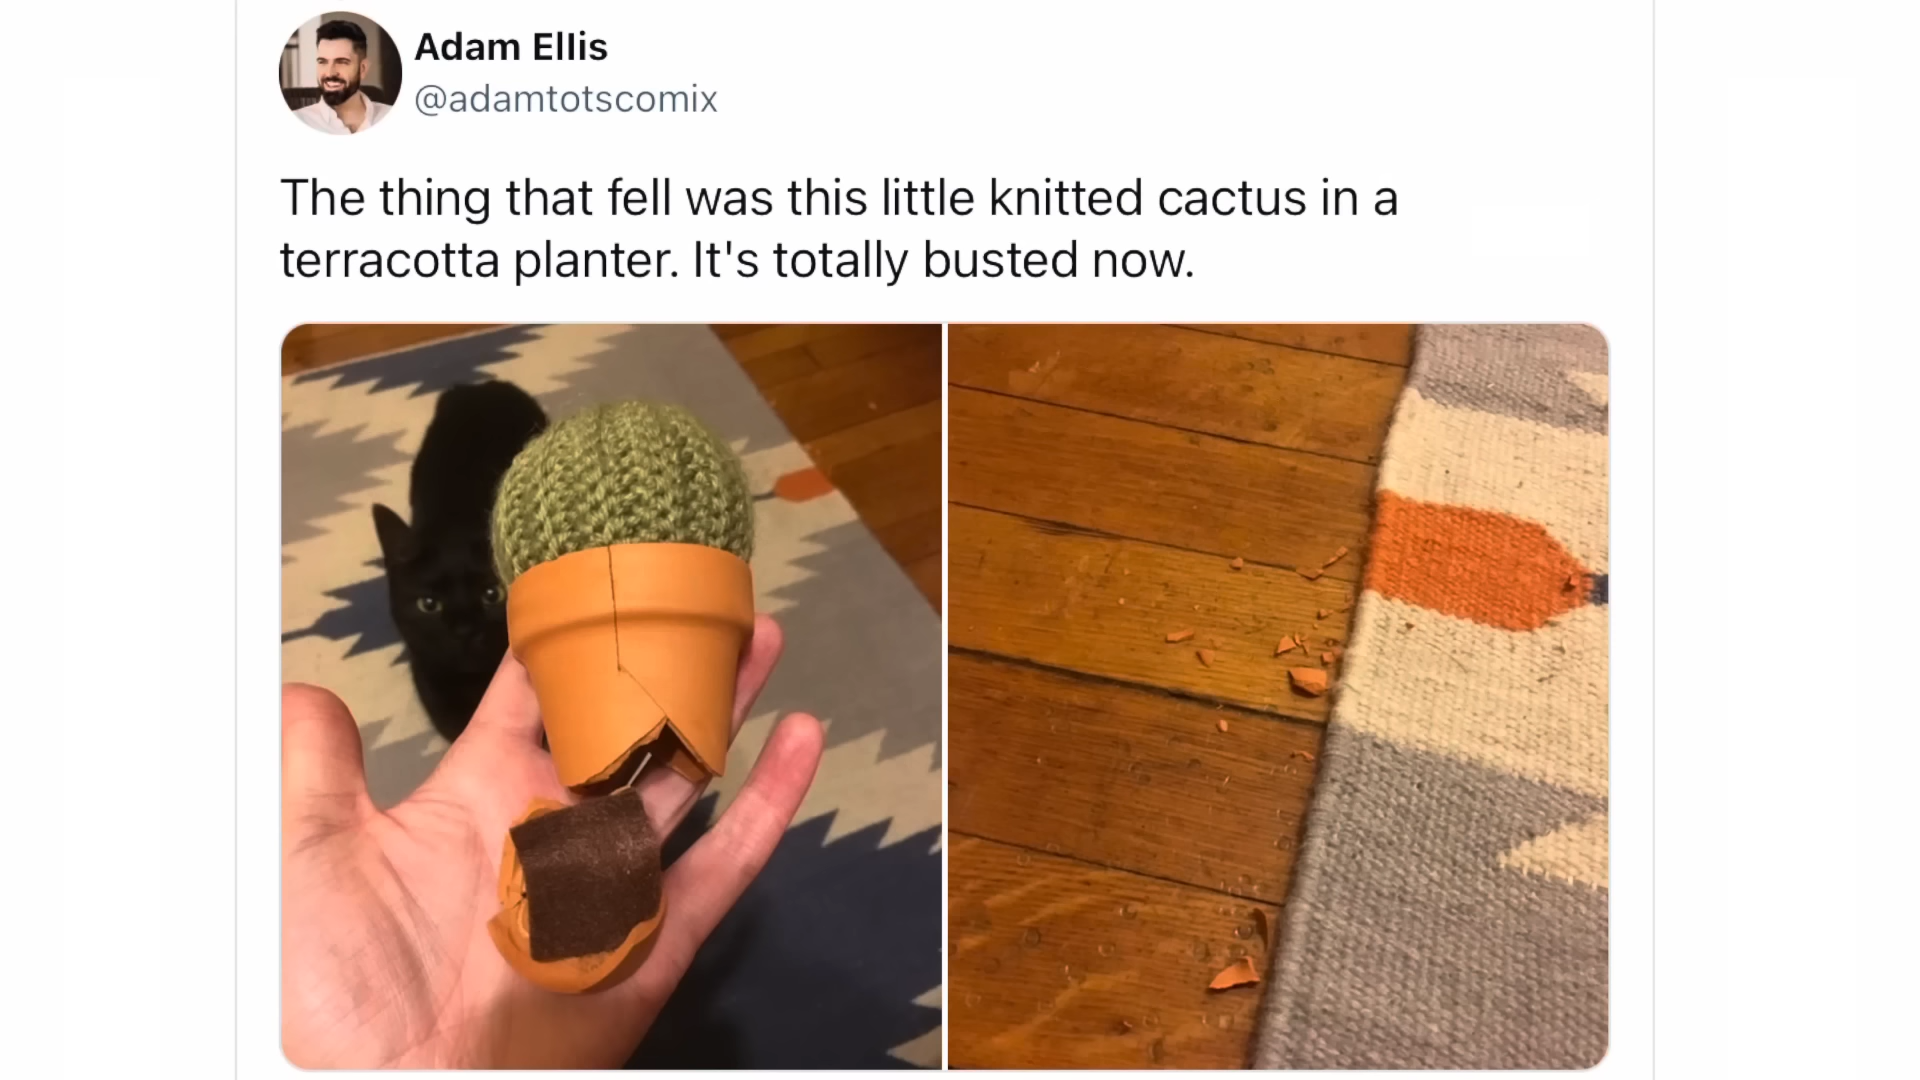 Adam Ellis
@adamtotscomix
The thing that fell was this little knitted cactus in a
terracotta planter. It's totally busted now.